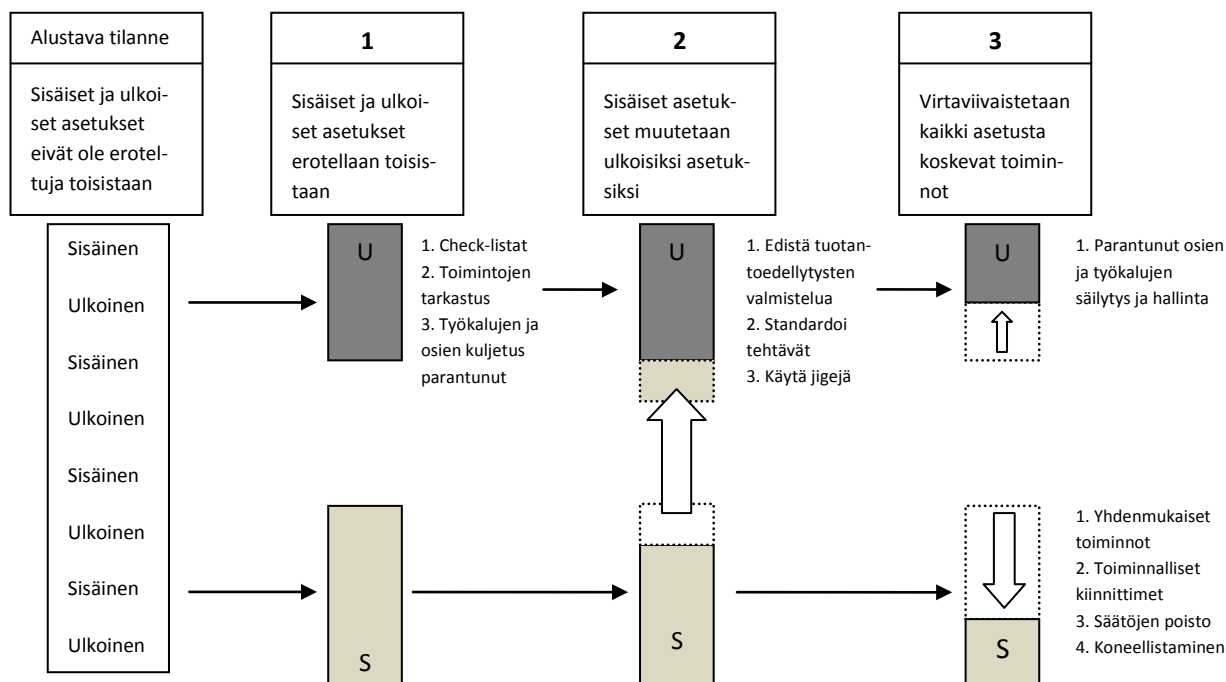 Alustava tilanne
Sisäiset ja ulkoi-
set asetukset
eivät ole erotel-
tuja toisistaan
1
Sisäiset ja ulkoi-
set asetukset
erotellaan toisis-
taan
2
Sisäiset asetuk-
set muutetaan
ulkoisiksi asetuk-
siksi
3
Virtaviivaistetaan
kaikki asetusta
koskevat toimin-
not
Sisäinen
Ulkoinen
Sisäinen
Ulkoinen
Sisäinen
Ulkoinen
Sisäinen
Ulkoinen
U
1. Check-listat
2. Toimintojen
tarkastus
3. Työkalujen ja
osien kuljetus
parantunut
U
1. Edistä tuotan-
toedellytysten
valmistelua
2. Standardoi
tehtävät
3. Käytä jigejä
U
1. Parantunut osien
ja työkalujen
säilytys ja hallinta
S
S
S
1. Yhdenmukaiset
toiminnot
2. Toiminnalliset
kiinnittimet
3. Säätöjen poisto
4. Koneellistaminen